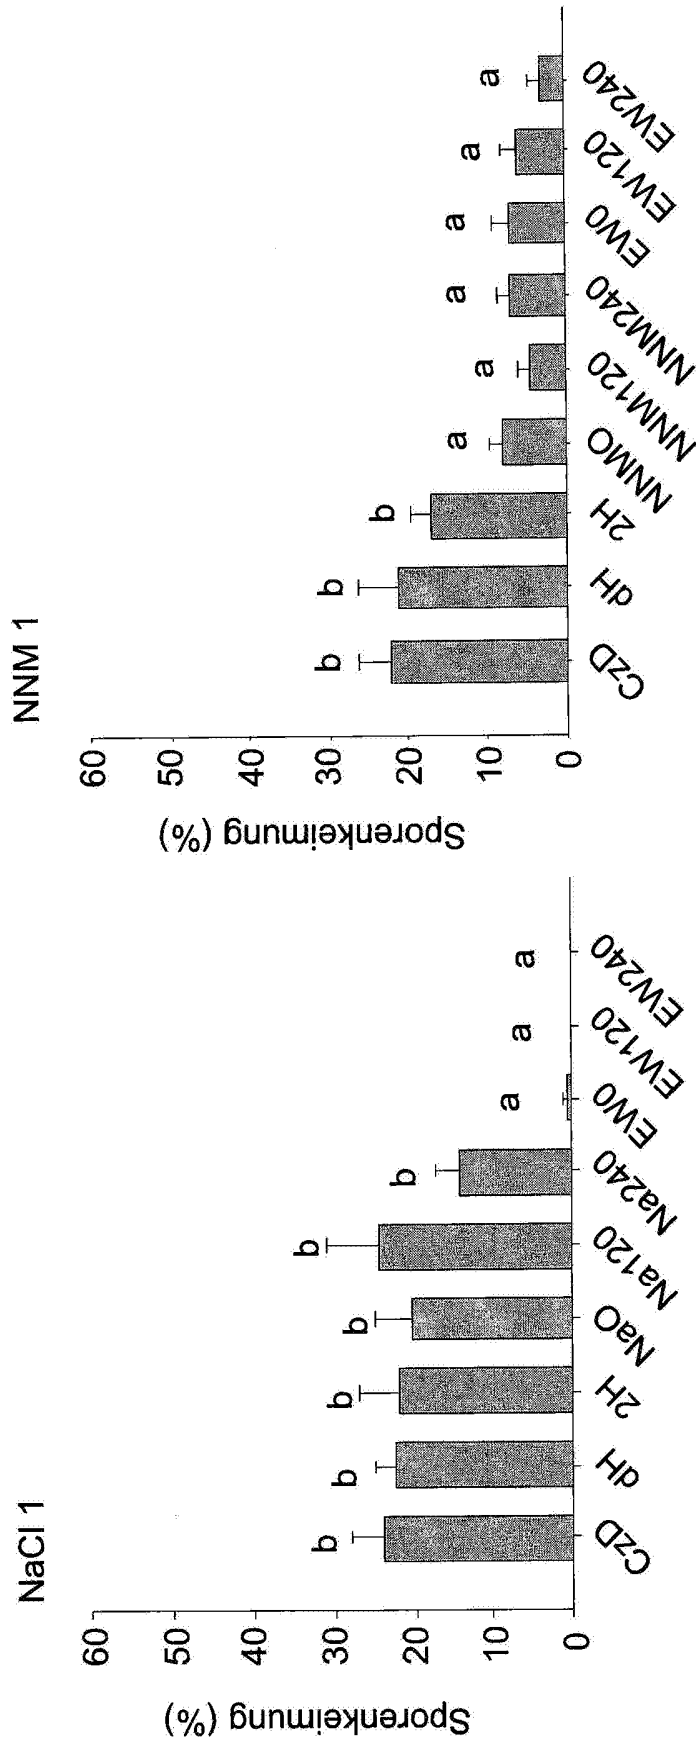 NaCl 1
Sporenkeimung (%)
60
50
40
30
20
10
0
b
b
b
b
b
b
a
a
a
CzD
dH
2H
NaO
Na120
Na240
EW0
EW120
EW240
NNM 1
Sporenkeimung (%)
60
50
40
30
20
10
0
b
b
b
a
a
a
a
a
a
CzD
dH
2H
NNMO
NNM120
NNM240
EW0
EW120
EW240